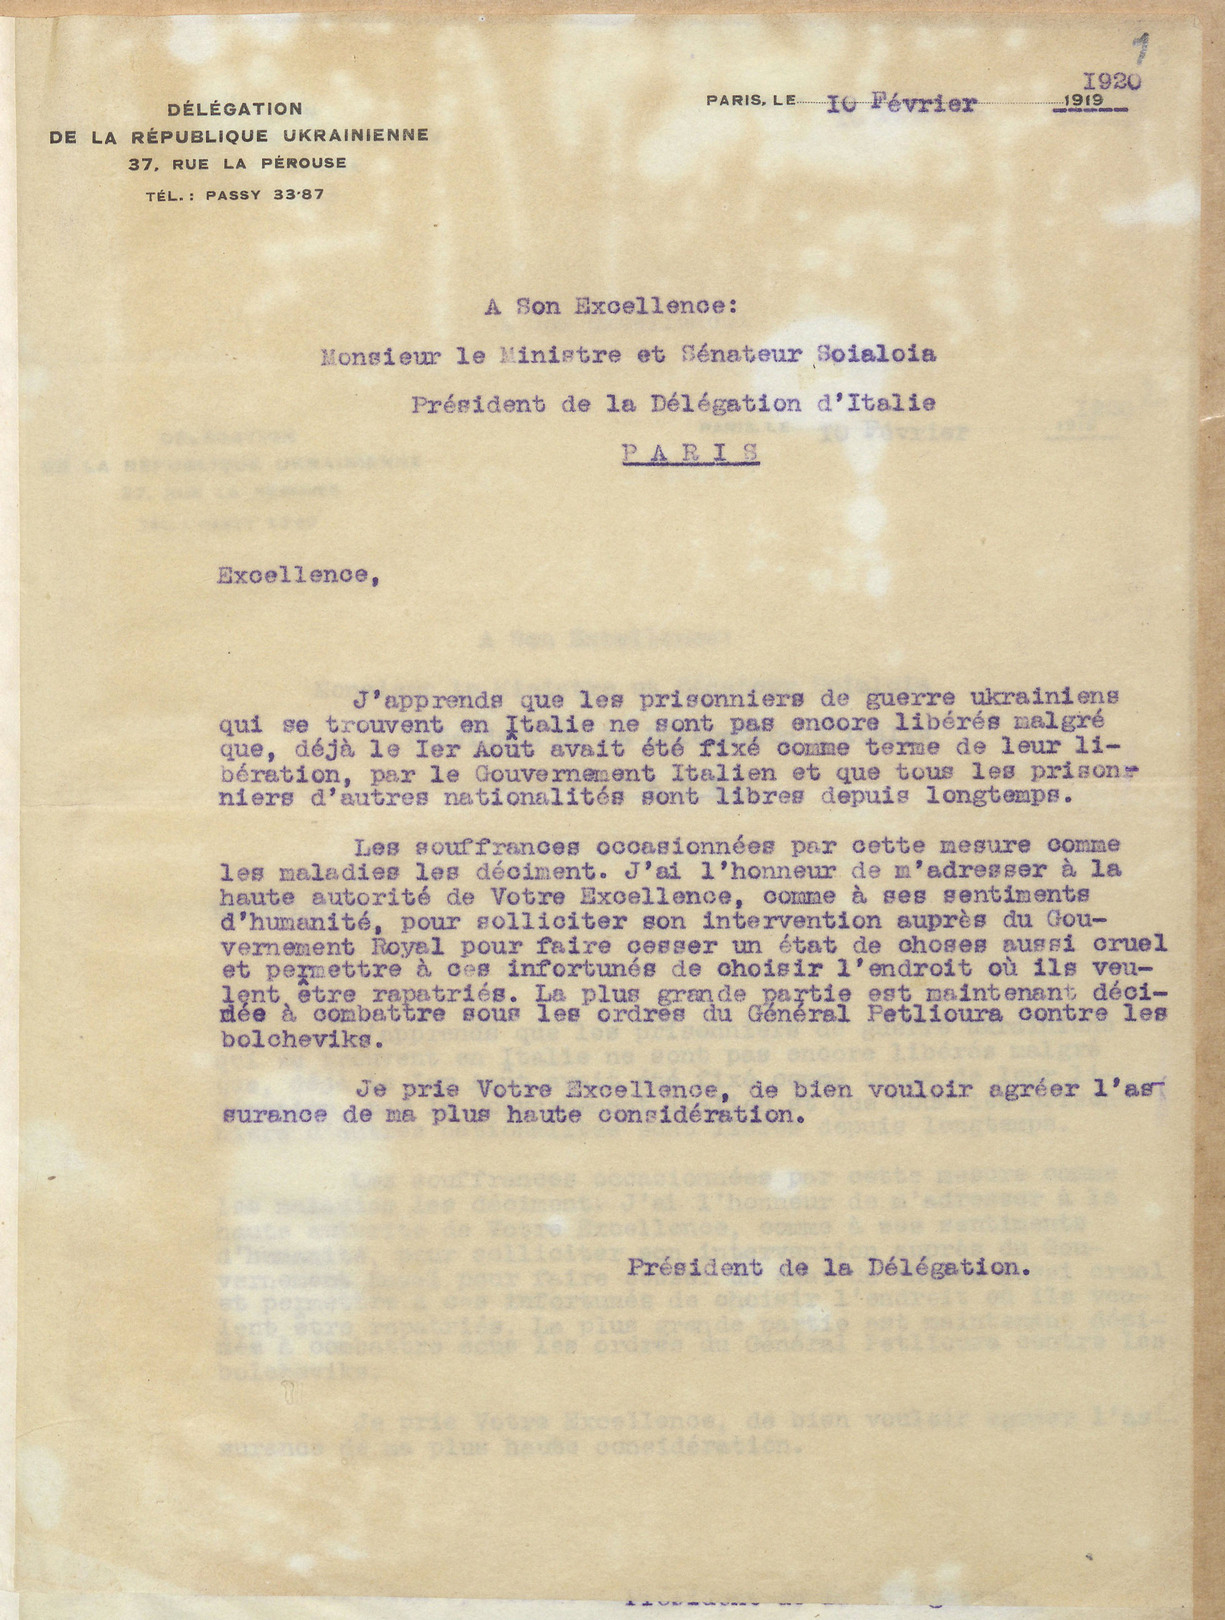 1
DÉLÉGATION
DE LA RÉPUBLIQUE UKRAINIENNE
37, RUE LA PÉROUSE
TÉL.: PASSY 33-87
1920
PARIS, LE 10 Février 1919
A Son Excellence:
Monsieur le Ministre et Sénateur Soialoia
Président de la Délégation d'Italie
PARIS
Excellence,
J'apprends que les prisonniers de guerre ukrainiens
qui se trouvent en Italie ne sont pas encore libérés malgré
que, déjà le Ier Août avait été fixé comme terme de leur li-
bération, par le Gouvernement Italien et que tous les prison-
niers d'autres nationalités sont libres depuis longtemps.
Les souffrances occasionnées par cette mesure comme
les maladies les déciment. J'ai l'honneur de m'adresser à la
haute autorité de Votre Excellence, comme à ses sentiments
d'humanité, pour solliciter son intervention auprès du Gou-
vernement Royal pour faire cesser un état de choses aussi cruel
et permettre à ces infortunés de choisir l'endroit où ils veu-
lent être rapatriés. La plus grande partie est maintenant déci-
dée à combattre sous les ordres du Général Petlioura contre les
bolcheviks.
Je prie Votre Excellence, de bien vouloir agréer l'as-
surance de ma plus haute considération.
Président de la Délégation.